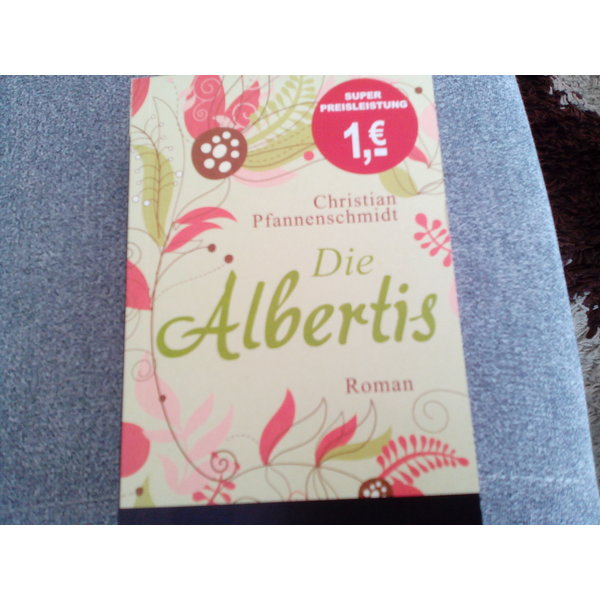 SUPER
PREISLEISTUNG
1,-€
Christian
Pfannenschmidt
Die
Albertis
Roman